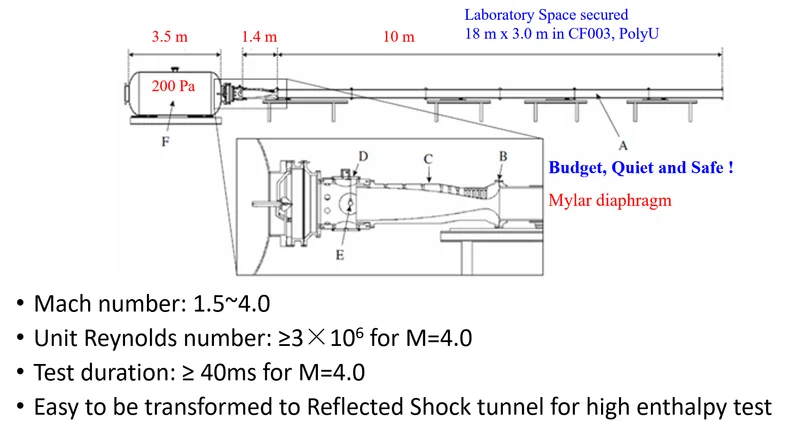 Laboratory Space secured
3.5 m 1.4 m 10 m 18 m x 3.0 m in CF003, PolyU
200 Pa
F A
D C B
Budget, Quiet and Safe !
Mylar diaphragm
E
• Mach number: 1.5~4.0
• Unit Reynolds number: ≥3×10⁶ for M=4.0
• Test duration: ≥ 40ms for M=4.0
• Easy to be transformed to Reflected Shock tunnel for high enthalpy test